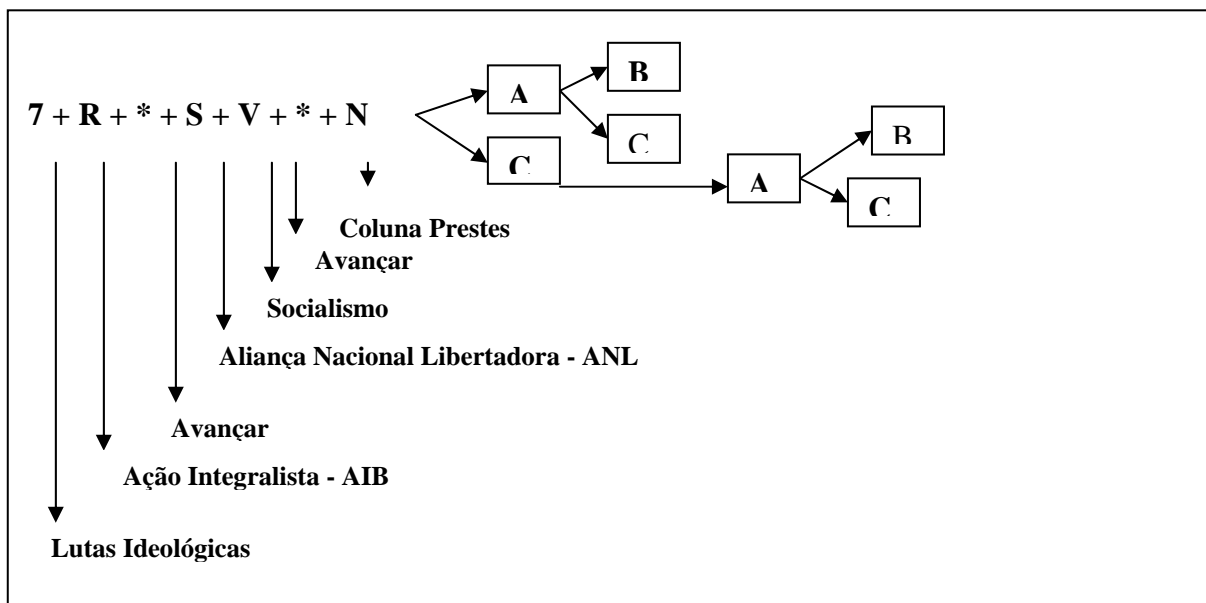 B
A
7 + R + * + S + V + * + N
B
C
C
A
C
Coluna Prestes
Avançar
Socialismo
Aliança Nacional Libertadora - ANL
Avançar
Ação Integralista - AIB
Lutas Ideológicas